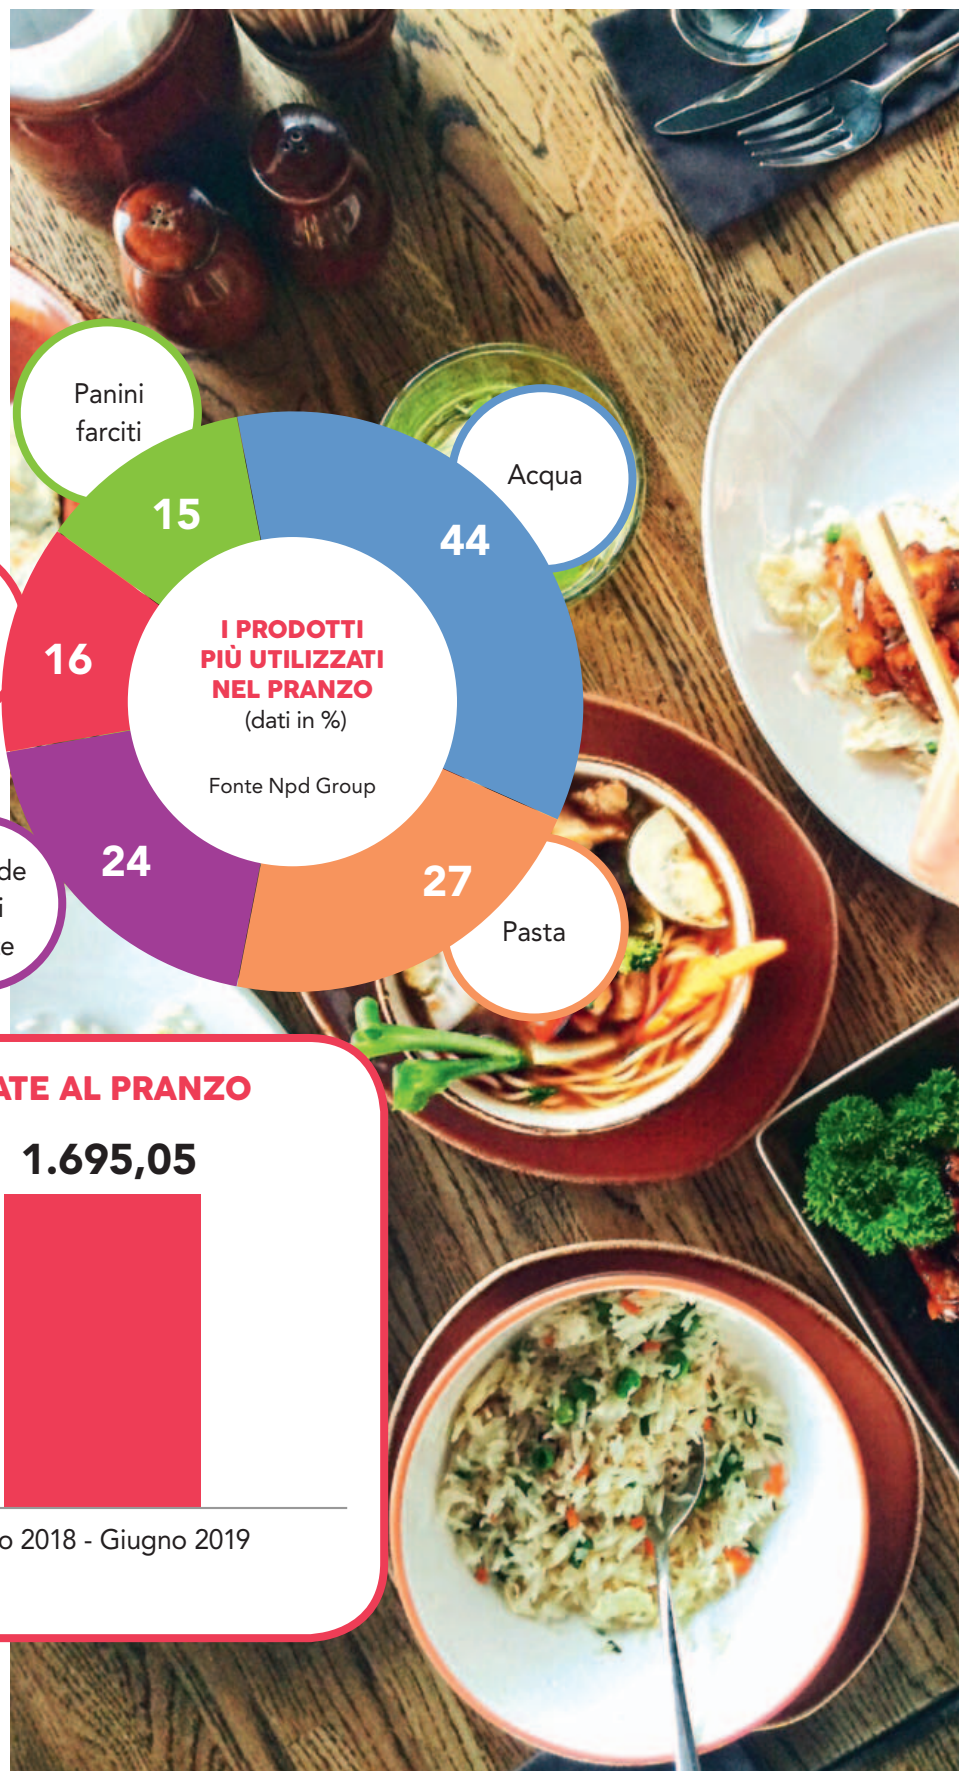 Panini
farciti
Acqua
15
44
16
I PRODOTTI
PIÙ UTILIZZATI
NEL PRANZO
(dati in %)
Fonte Npd Group
24
27
Pasta
AL PRANZO
1.695,05
2018 - Giugno 2019